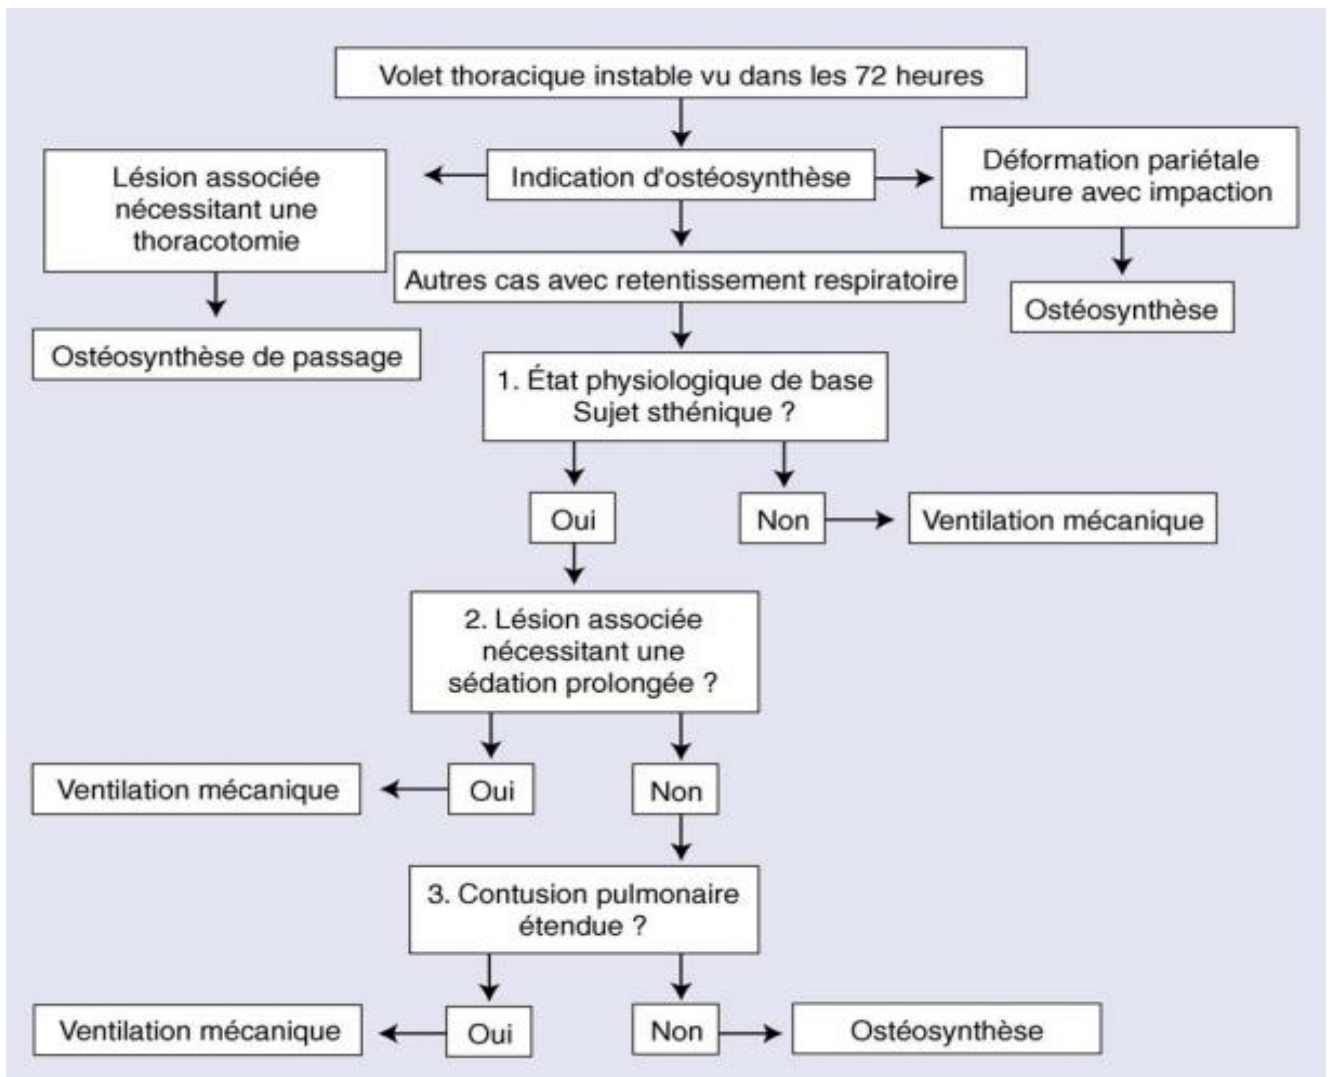 Volet thoracique instable vu dans les 72 heures
Lésion associée
nécessitant une
thoracotomie
Indication d'ostéosynthèse
Déformation pariétale
majeure avec impaction
Autres cas avec retentissement respiratoire
Ostéosynthèse
Ostéosynthèse de passage
1. État physiologique de base
Sujet sthénique ?
Oui
Non
Ventilation mécanique
2. Lésion associée
nécessitant une
sédation prolongée ?
Ventilation mécanique
Oui
Non
3. Contusion pulmonaire
étendue ?
Ventilation mécanique
Oui
Non
Ostéosynthèse